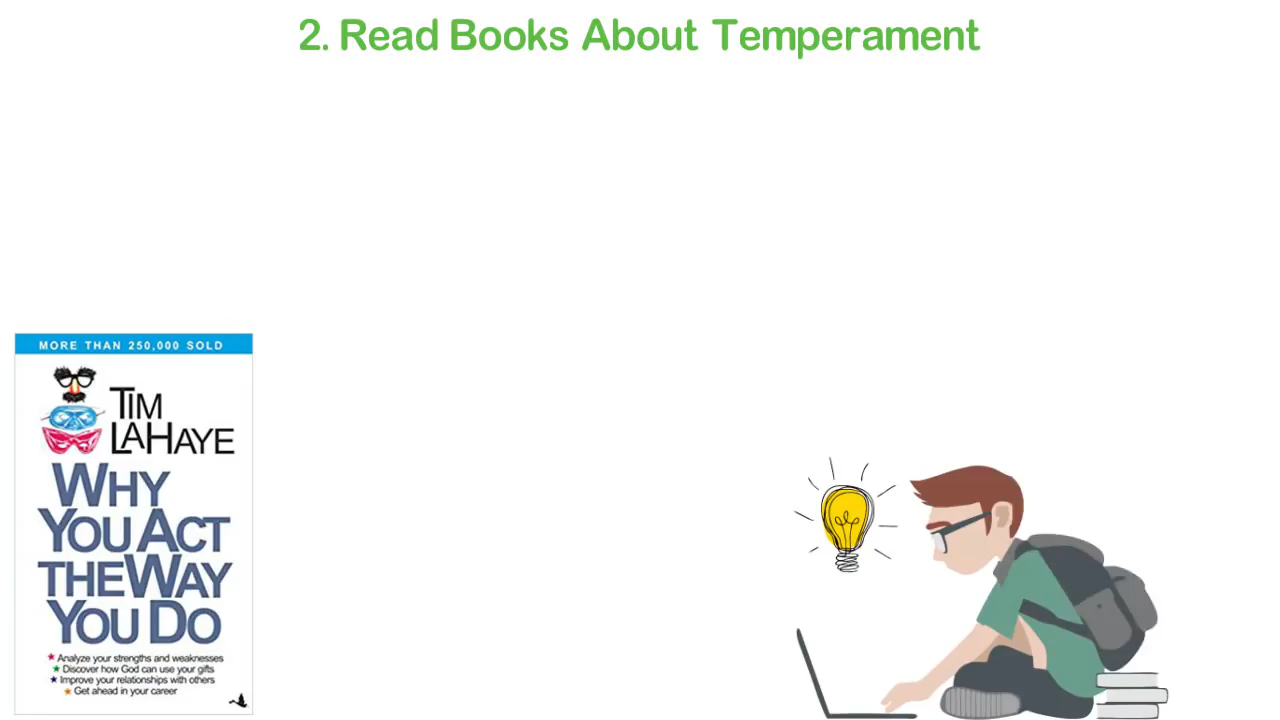 2. Read Books About Temperament
MORE THAN 250,000 SOLD
TIM
LAHAYE
WHY
YOU ACT
THE WAY
YOU DO
Analyze your strengths and weaknesses
Discover how God can use your gifts
Improve your relationships with others
Get ahead in your career